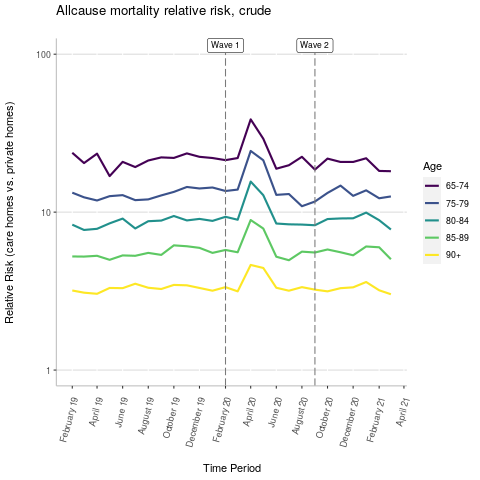 Allcause mortality relative risk, crude
Wave 1
Wave 2
100
10
1
Relative Risk (care homes vs. private homes)
February 19
April 19
June 19
August 19
October 19
December 19
February 20
April 20
June 20
August 20
October 20
December 20
February 21
April 21
Time Period
Age
65-74
75-79
80-84
85-89
90+